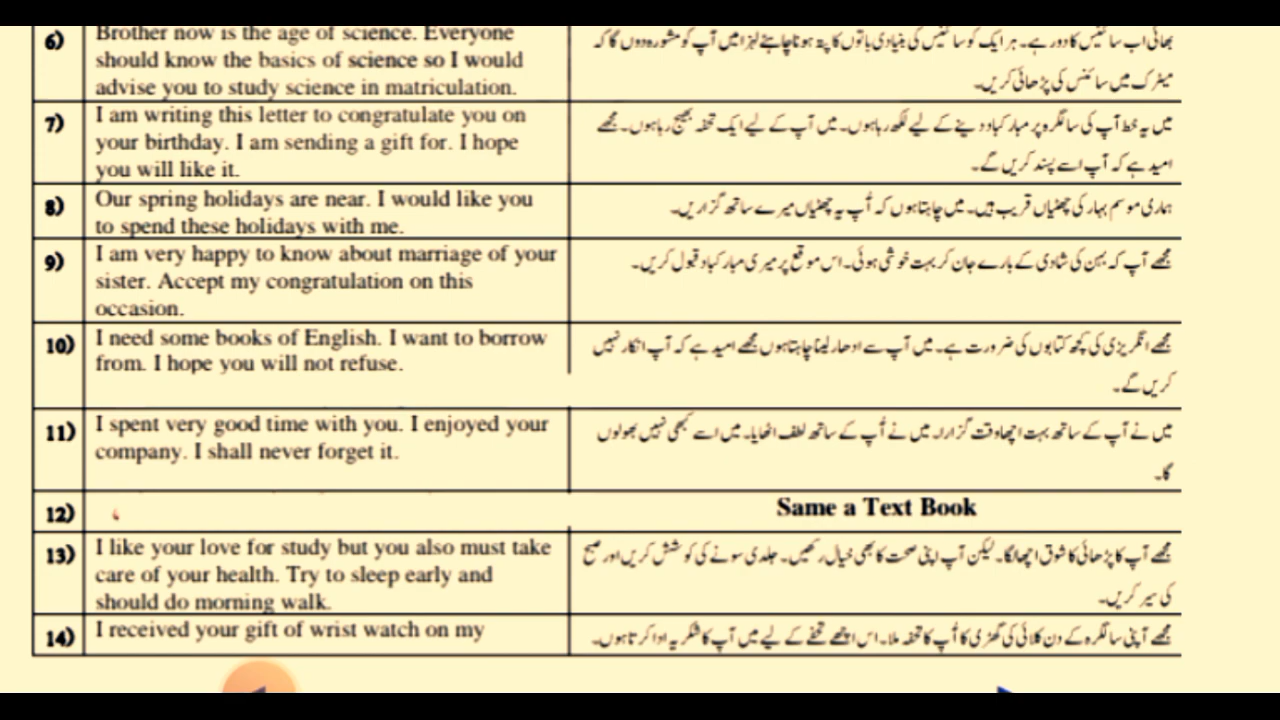 6)
Brother now is the age of science. Everyone
should know the basics of science so I would
advise you to study science in matriculation.
بھائی اب سائنس کا دور ہے۔ ہر ایک کو سائنس کی بنیادی باتوں کا پتہ ہونا چاہیئے لہٰذا میں آپ کو مشورہ دوں گا کہ
میٹرک میں سائنس کی پڑھائی کریں۔
7)
I am writing this letter to congratulate you on
your birthday. I am sending a gift for. I hope
you will like it.
میں یہ خط آپ کی سالگرہ پر مبارکباد دینے کے لیے لکھ رہا ہوں۔ میں آپ کے لیے ایک تحفہ بھیج رہا ہوں۔ مجھے
امید ہے کہ آپ اسے پسند کریں گے۔
8)
Our spring holidays are near. I would like you
to spend these holidays with me.
ہماری موسم بہار کی چھٹیاں قریب ہیں۔ میں چاہتا ہوں کہ آپ یہ چھٹیاں میرے ساتھ گزاریں۔
9)
I am very happy to know about marriage of your
sister. Accept my congratulation on this
occasion.
مجھے آپ کہ بہن کی شادی کے بارے جان کر بہت خوشی ہوئی۔ اس موقع پر میری مبارکباد قبول کریں۔
10)
I need some books of English. I want to borrow
from. I hope you will not refuse.
مجھے انگریزی کی کچھ کتابوں کی ضرورت ہے۔ میں آپ سے ادھار لینا چاہتا ہوں مجھے امید ہے کہ آپ انکار نہیں
کریں گے۔
11)
I spent very good time with you. I enjoyed your
company. I shall never forget it.
میں نے آپ کے ساتھ بہت اچھا وقت گزارا۔ میں نے آپ کے ساتھ لطف اٹھایا۔ میں اسے کبھی نہیں بھولوں
گا۔
12)
Same a Text Book
13)
I like your love for study but you also must take
care of your health. Try to sleep early and
should do morning walk.
مجھے آپ کا پڑھائی کا شوق اچھا لگا۔ لیکن آپ اپنی صحت کا بھی خیال رکھیں۔ جلدی سونے کی کوشش کریں اور صبح
کی سیر کریں۔
14)
I received your gift of wrist watch on my
مجھے آپنی سالگرہ کے دن کلائی کی گھڑی کا آپ کا تحفہ ملا۔ اس اچھے تحفے کے لیے میں آپ کا شکریہ ادا کرتا ہوں۔